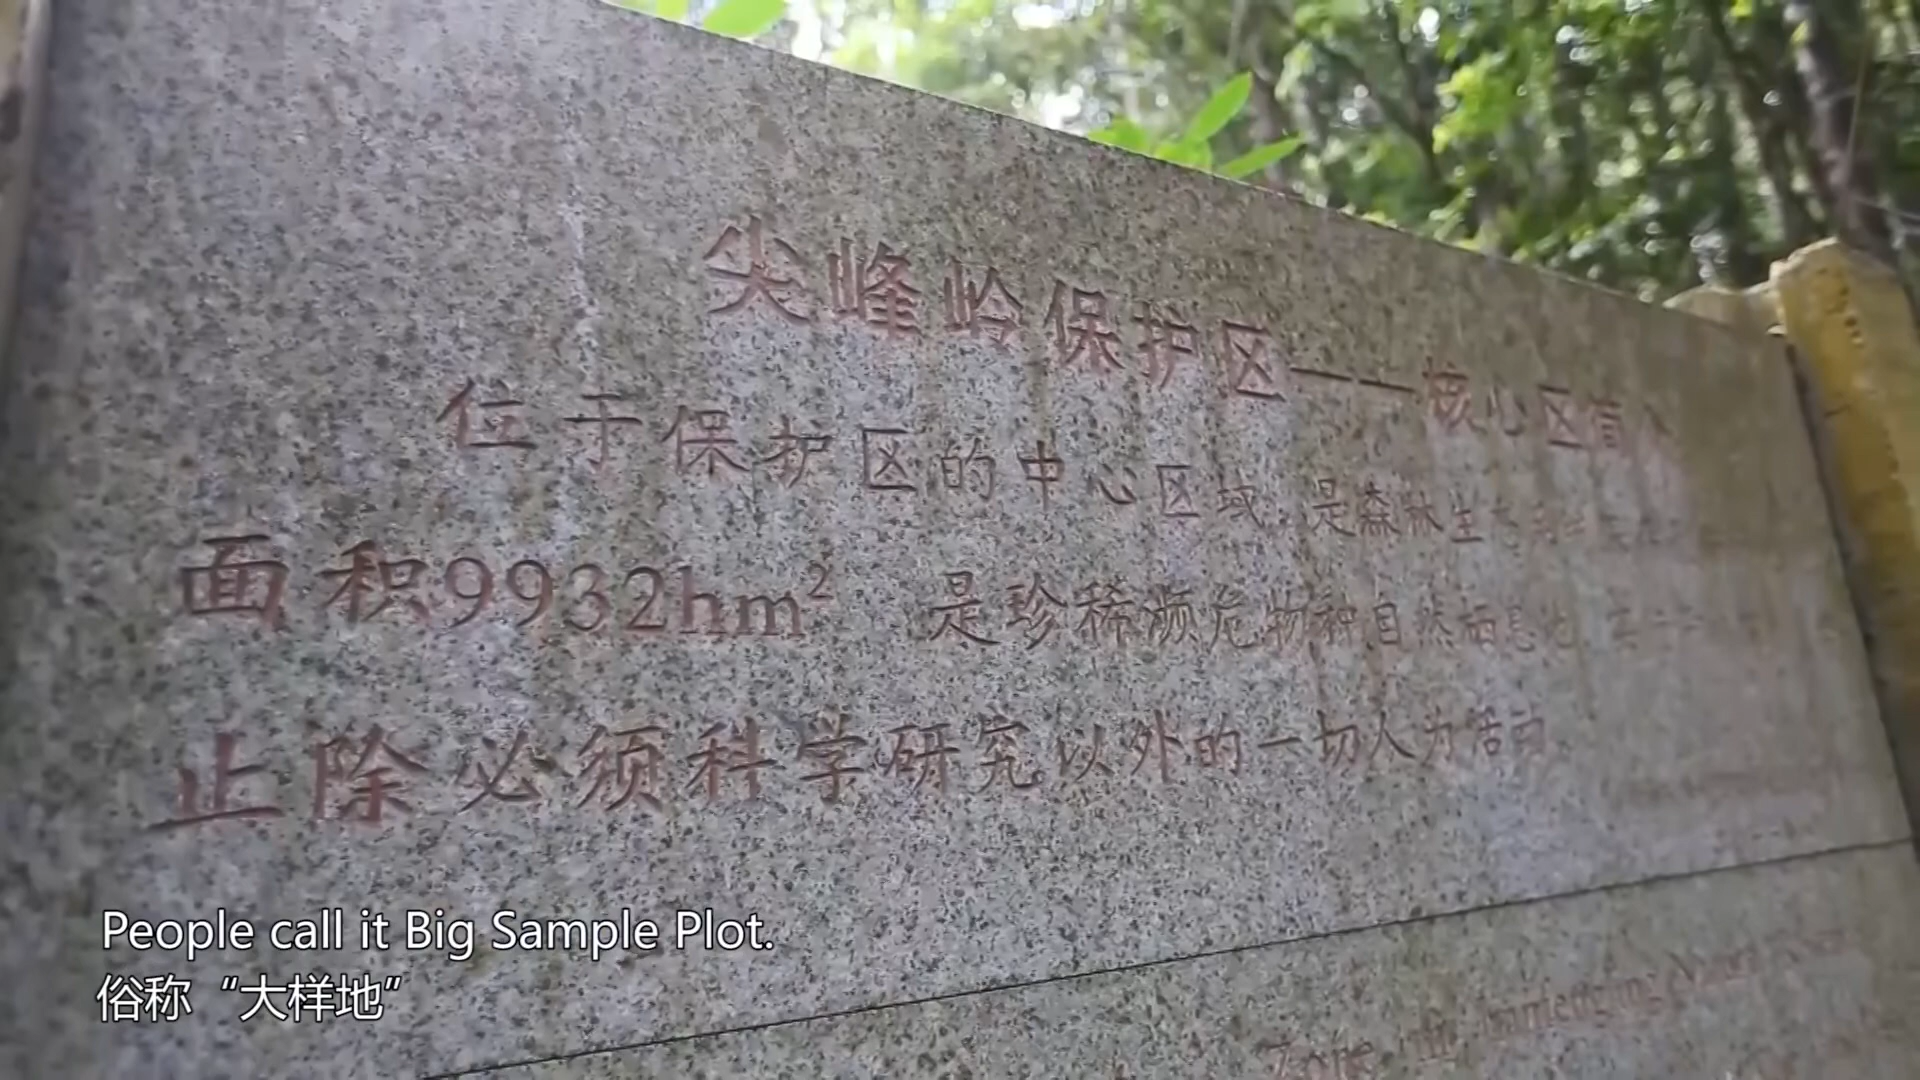 尖峰岭保护区——核心区简介
位于保护区的中心区域 是森林生
面积9932hm² 是珍稀濒危物种自然栖息地
止除必须科学研究以外的一切人为活动
Zone
People call it Big Sample Plot.
俗称“大样地”